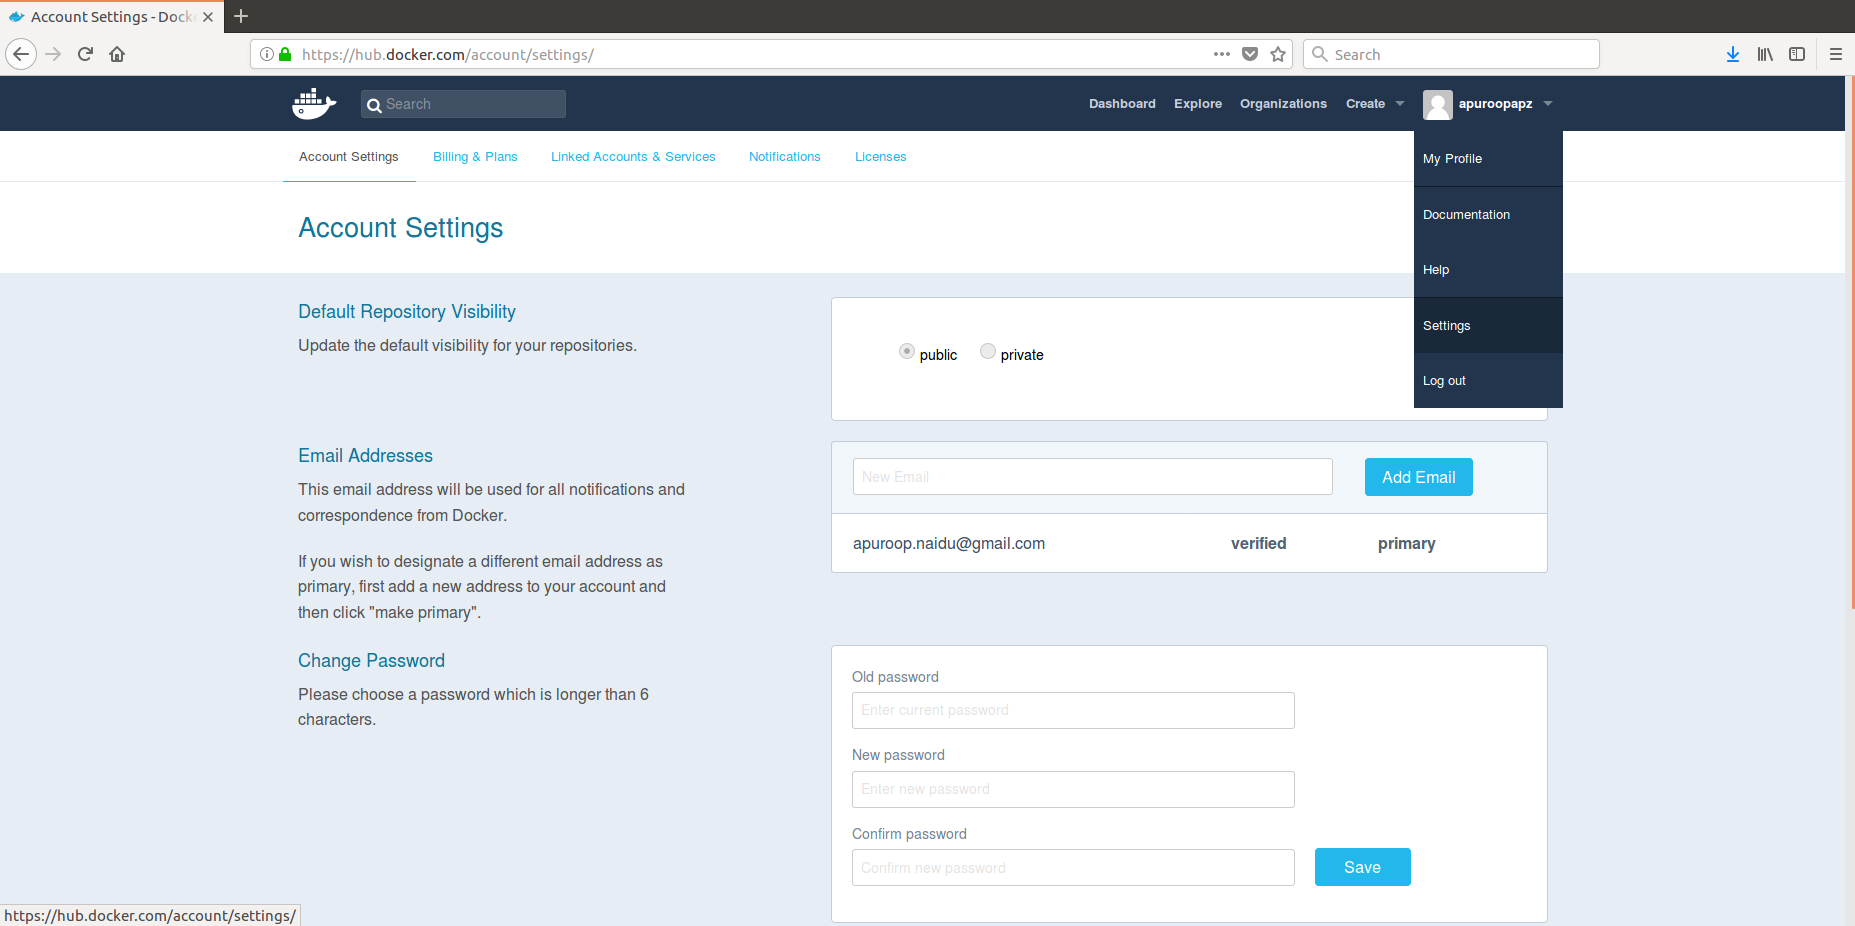 Account Settings - Dock
https://hub.docker.com/account/settings/
Search
Search
Dashboard
Explore
Organizations
Create
apuroopapz
My Profile
Documentation
Help
Settings
Log out
Account Settings
Billing & Plans
Linked Accounts & Services
Notifications
Licenses
Account Settings
Default Repository Visibility
Update the default visibility for your repositories.
public
private
Email Addresses
This email address will be used for all notifications and
correspondence from Docker.
If you wish to designate a different email address as
primary, first add a new address to your account and
then click "make primary".
New Email
Add Email
apuroop.naidu@gmail.com
verified
primary
Change Password
Please choose a password which is longer than 6
characters.
Old password
Enter current password
New password
Enter new password
Confirm password
Confirm new password
Save
https://hub.docker.com/account/settings/